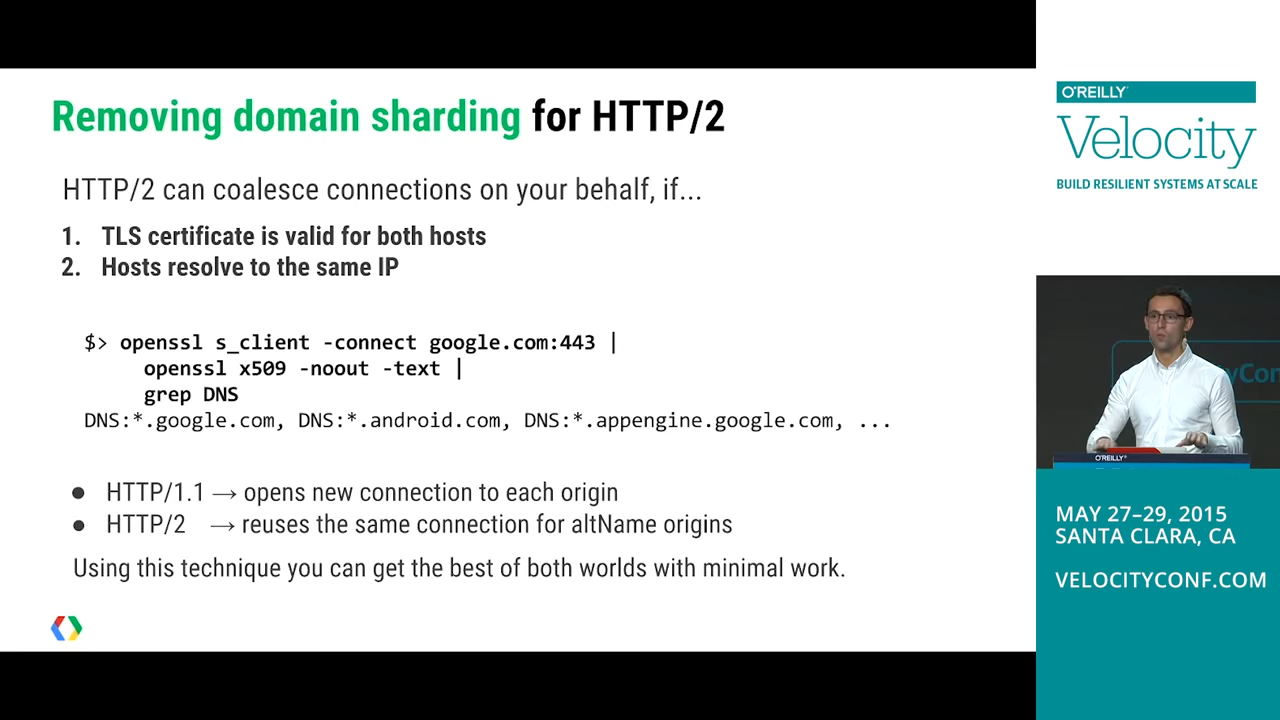 Removing domain sharding for HTTP/2
HTTP/2 can coalesce connections on your behalf, if...
1. TLS certificate is valid for both hosts
2. Hosts resolve to the same IP
$> openssl s_client -connect google.com:443 |
openssl x509 -noout -text |
grep DNS
DNS:*.google.com, DNS:*.android.com, DNS:*.appengine.google.com, ...
● HTTP/1.1 → opens new connection to each origin
● HTTP/2 → reuses the same connection for altName origins
Using this technique you can get the best of both worlds with minimal work.
O'REILLY®
Velocity
BUILD RESILIENT SYSTEMS AT SCALE
yCon
O'REILLY®
MAY 27–29, 2015
SANTA CLARA, CA
VELOCITYCONF.COM